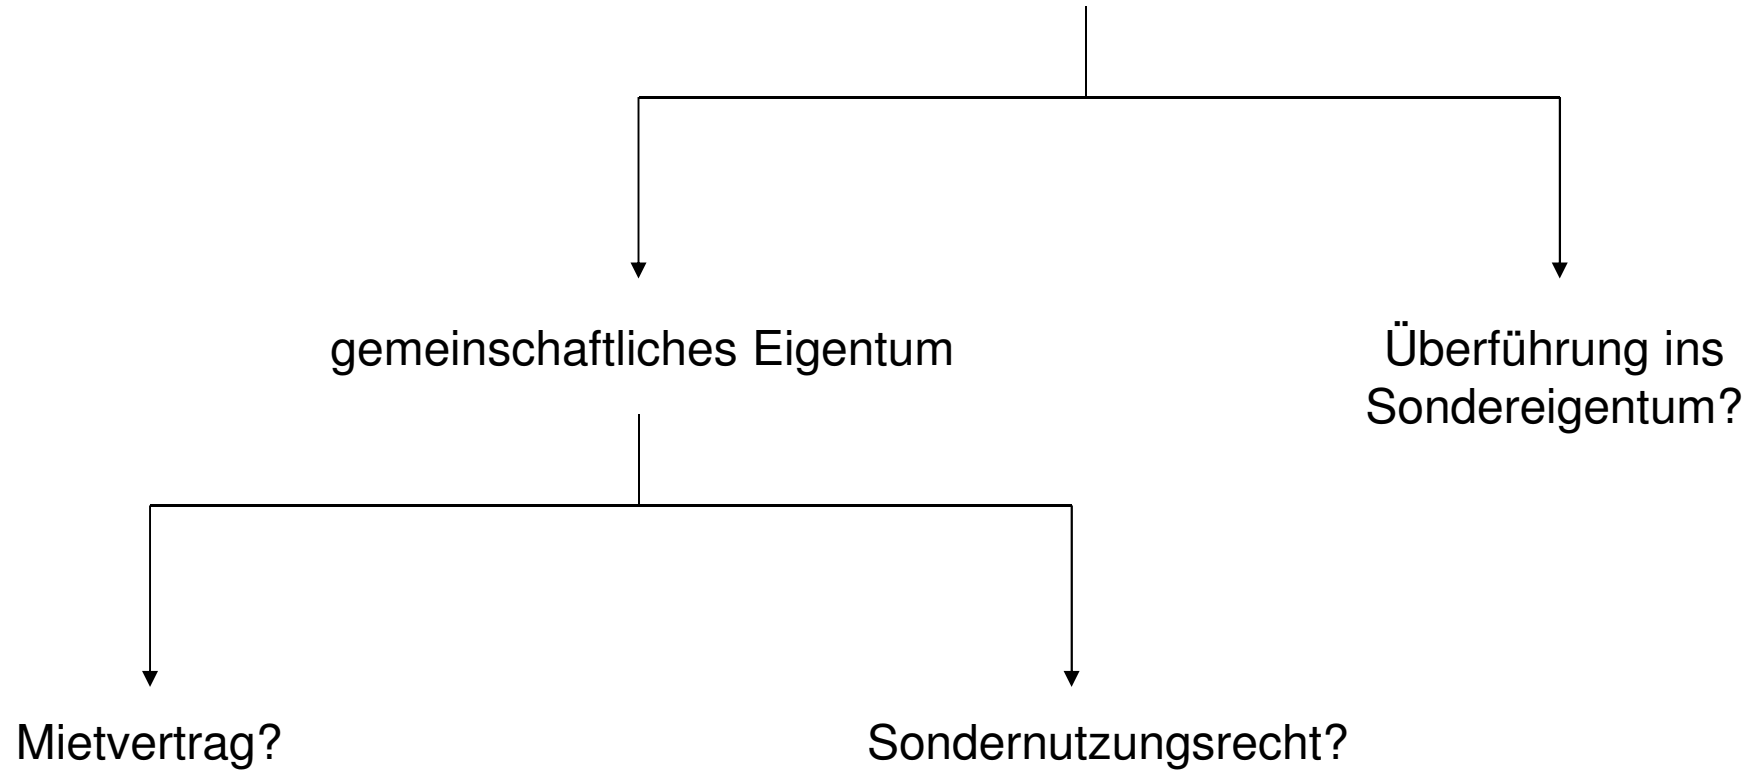 gemeinschaftliches Eigentum
Überführung ins
Sondereigentum?
Mietvertrag?
Sondernutzungsrecht?